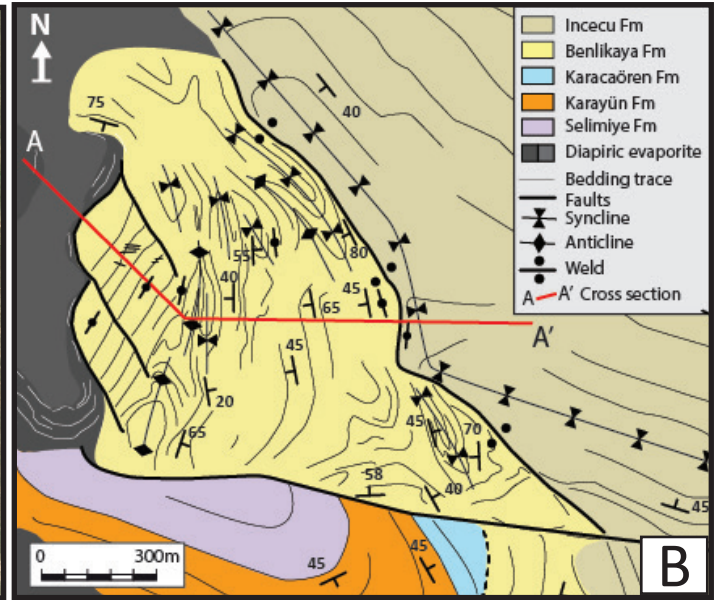 N
Incecu Fm
Benlikaya Fm
Karacaören Fm
Karayün Fm
Selimiye Fm
Diapiric evaporite
Bedding trace
Faults
Syncline
Anticline
Weld
A A' Cross section
75
40
A
80
55
40
45
65
A'
45
20
65
45
70
58
40
45
45
45
0 300m
B